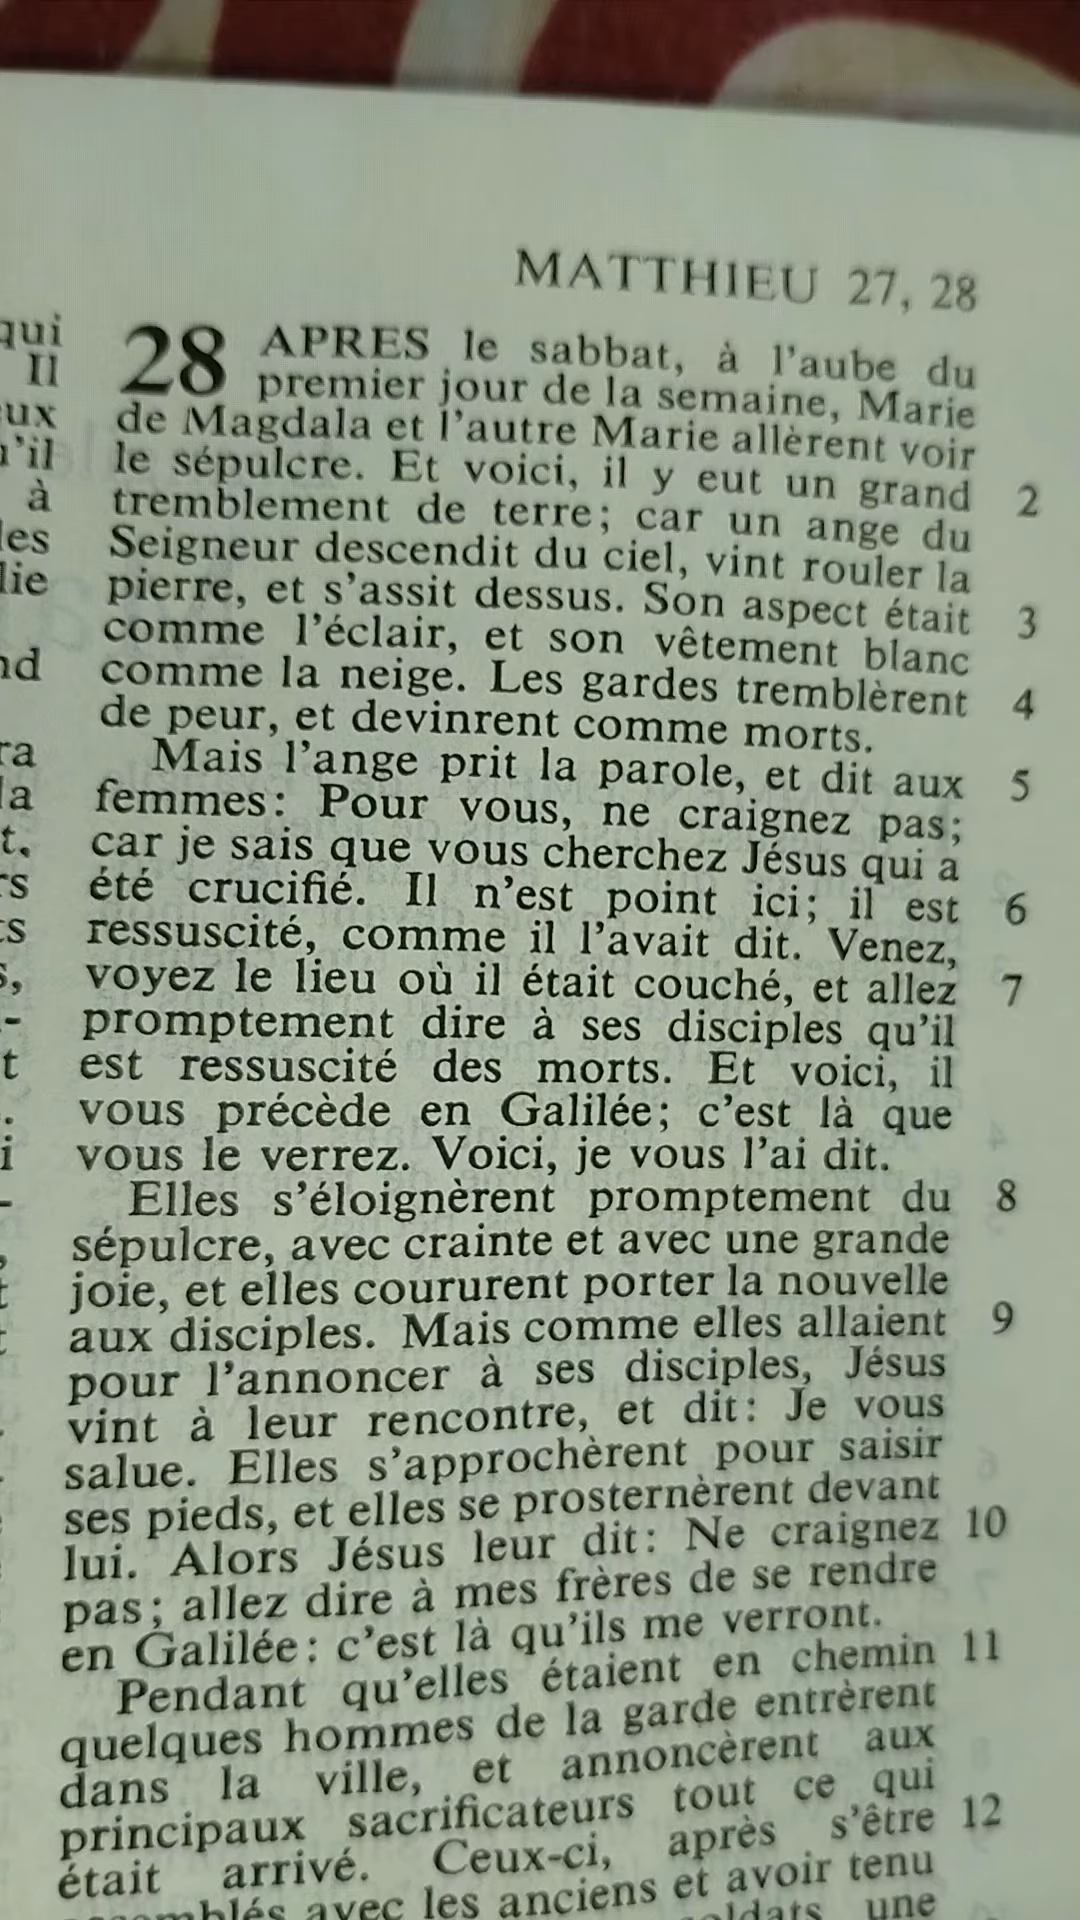 MATTHIEU 27, 28
qui
Il
eux
u'il
à
les
lie
nd
ra
la
t.
rs
ts
s,
-
t
.
i
-
28 APRES le sabbat, à l'aube du
premier jour de la semaine, Marie
de Magdala et l'autre Marie allèrent voir
le sépulcre. Et voici, il y eut un grand 2
tremblement de terre; car un ange du
Seigneur descendit du ciel, vint rouler la
pierre, et s'assit dessus. Son aspect était 3
comme l'éclair, et son vêtement blanc
comme la neige. Les gardes tremblèrent 4
de peur, et devinrent comme morts.
Mais l'ange prit la parole, et dit aux 5
femmes: Pour vous, ne craignez pas;
car je sais que vous cherchez Jésus qui a
été crucifié. Il n'est point ici; il est 6
ressuscité, comme il l'avait dit. Venez,
voyez le lieu où il était couché, et allez 7
promptement dire à ses disciples qu'il
est ressuscité des morts. Et voici, il
vous précède en Galilée; c'est là que
vous le verrez. Voici, je vous l'ai dit.
Elles s'éloignèrent promptement du 8
sépulcre, avec crainte et avec une grande
joie, et elles coururent porter la nouvelle
aux disciples. Mais comme elles allaient 9
pour l'annoncer à ses disciples, Jésus
vint à leur rencontre, et dit: Je vous
salue. Elles s'approchèrent pour saisir
ses pieds, et elles se prosternèrent devant
lui. Alors Jésus leur dit: Ne craignez 10
pas; allez dire à mes frères de se rendre
en Galilée: c'est là qu'ils me verront.
Pendant qu'elles étaient en chemin 11
quelques hommes de la garde entrèrent
dans la ville, et annoncèrent aux
principaux sacrificateurs tout ce qui
était arrivé. Ceux-ci, après s'être 12
avec les anciens et avoir tenu
une